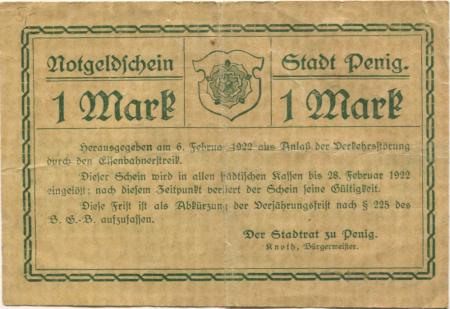 Notgeldschein Stadt Penig.
1 Mark 1 Mark
Herausgegeben am 6. Februar 1922 aus Anlaß der Verkehrsstörung
durch den Eisenbahnerstreik.
Dieser Schein wird in allen städtischen Kassen bis 28. Februar 1922
eingelöst; nach diesem Zeitpunkt verliert der Schein seine Gültigkeit.
Diese Frist ist als Abkürzung der Verjährungsfrist nach § 225 des
B. G.-B. aufzufassen.
Der Stadtrat zu Penig.
Knoth, Bürgermeister.